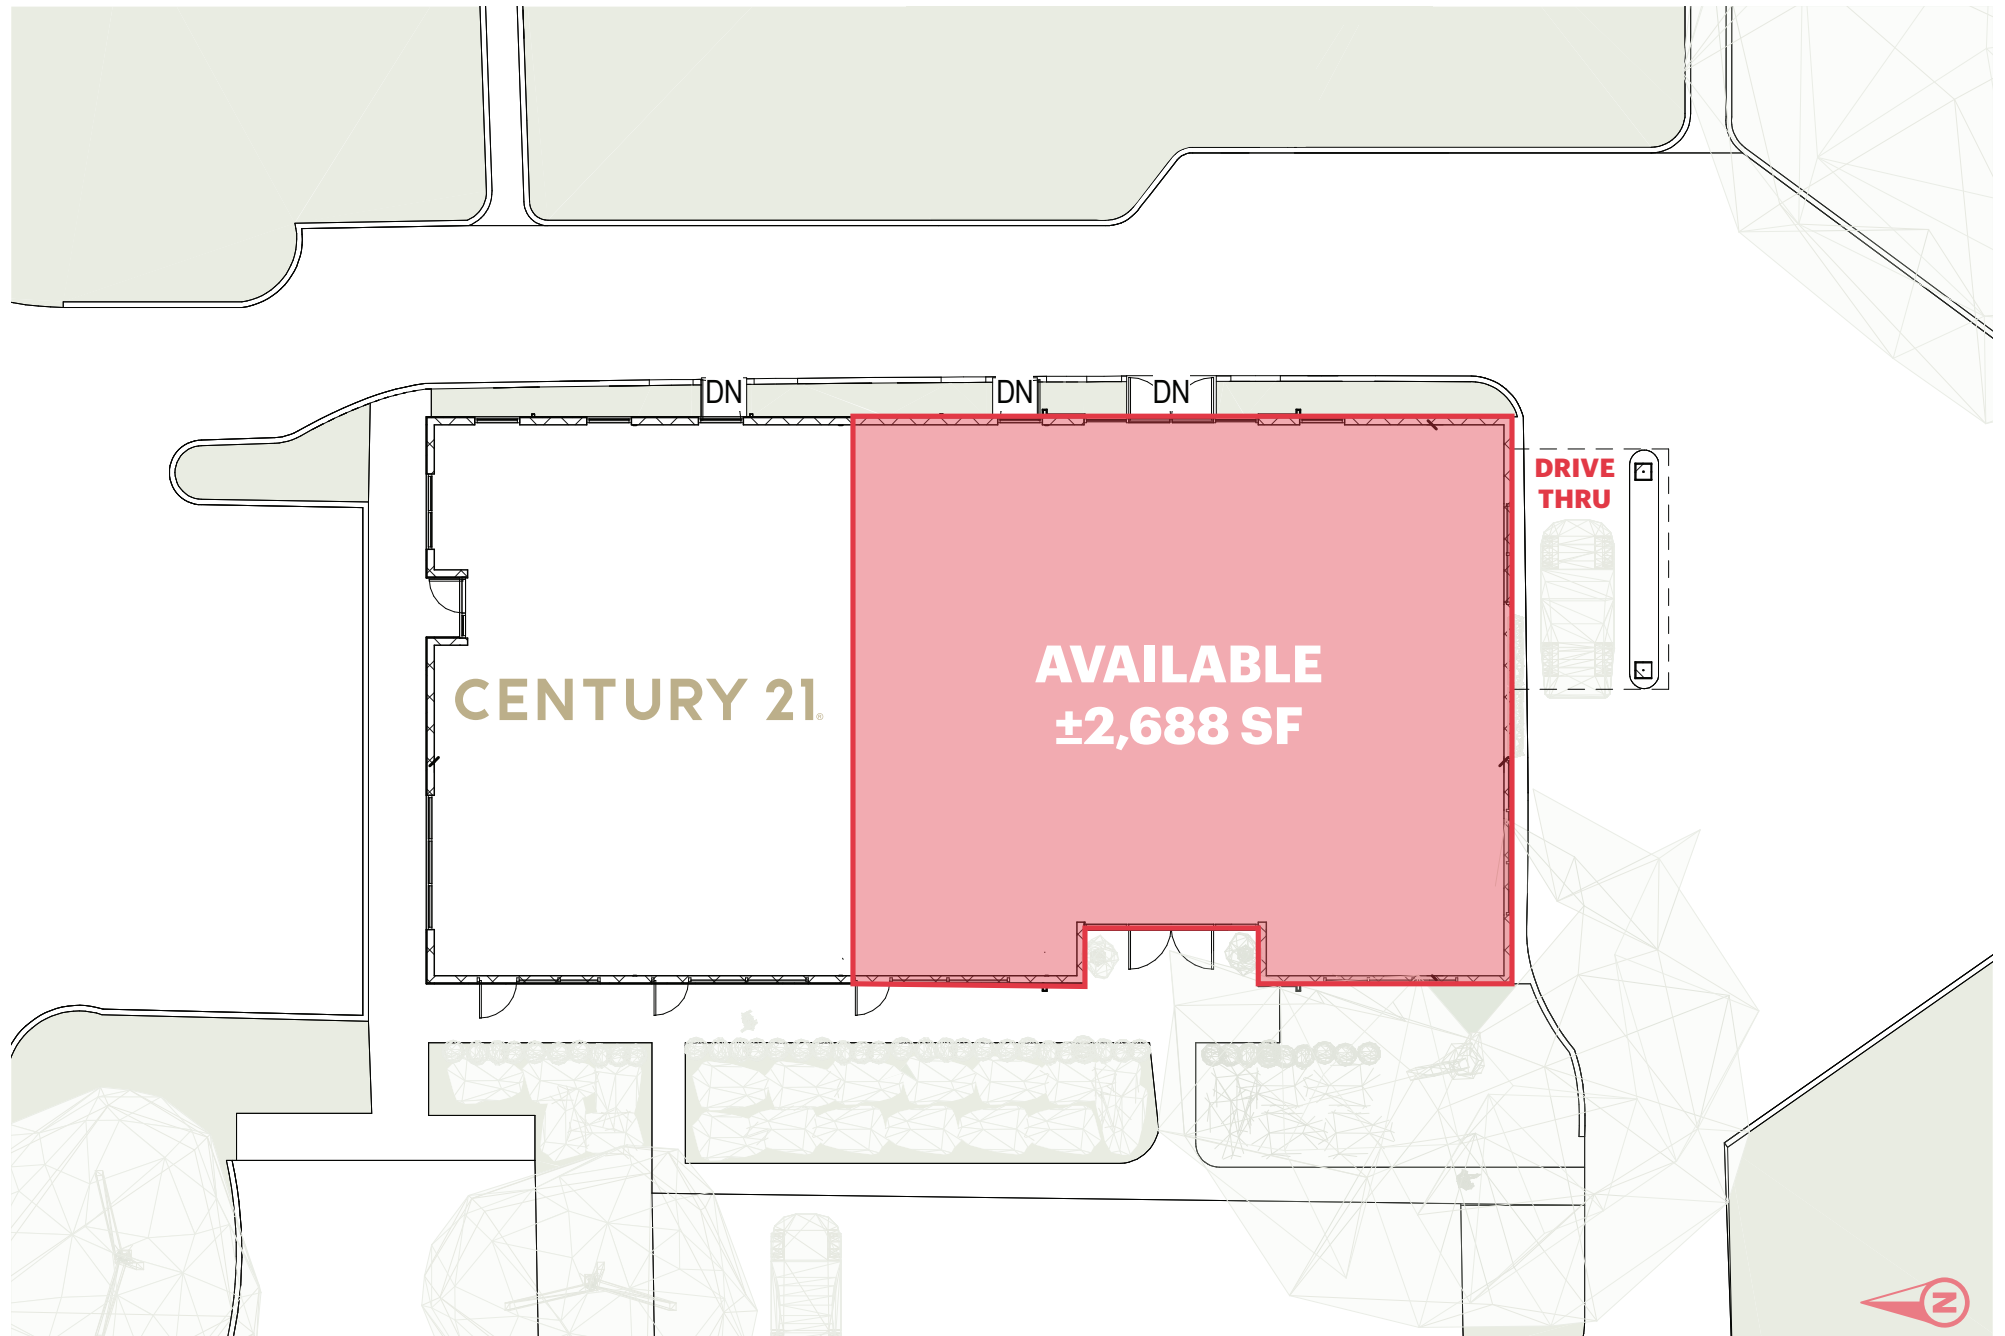 DN
DN
DN
DRIVE
THRU
CENTURY 21®
AVAILABLE
±2,688 SF
N